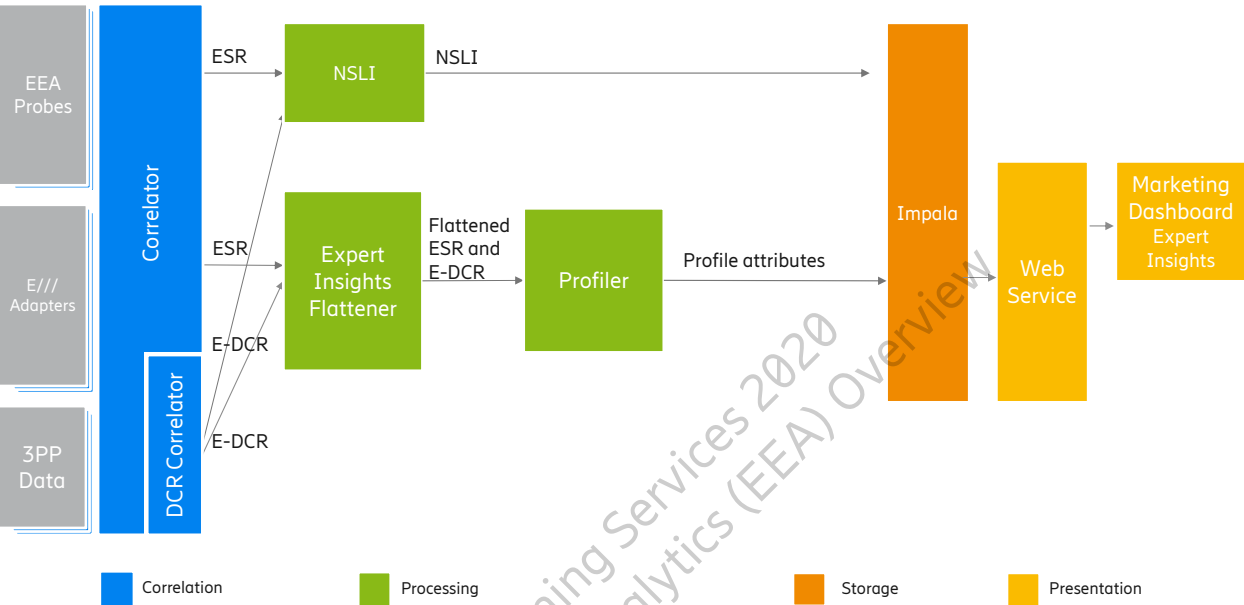 EEA
Probes
E///
Adapters
3PP
Data
Correlator
DCR Correlator
ESR
NSLI
NSLI
ESR
Expert
Insights
Flattener
E-DCR
E-DCR
Flattened
ESR and
E-DCR
Profiler
Profile attributes
Impala
Web
Service
Marketing
Dashboard
Expert
Insights
ing Services 2020
alytics (EEA) Overview
Correlation
Processing
Storage
Presentation